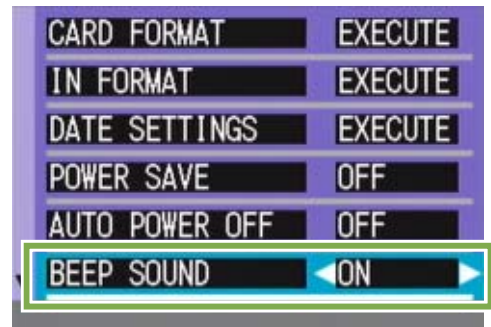 CARD FORMAT EXECUTE
IN FORMAT EXECUTE
DATE SETTINGS EXECUTE
POWER SAVE OFF
AUTO POWER OFF OFF
BEEP SOUND ON